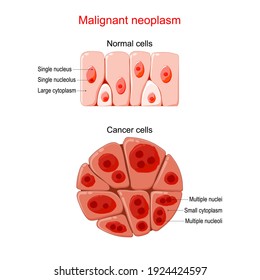 Malignant neoplasm
Normal cells
Single nucleus
Single nucleolus
Large cytoplasm
Cancer cells
Multiple nuclei
Small cytoplasm
Multiple nucleoli
shutterstock.com · 1924424597